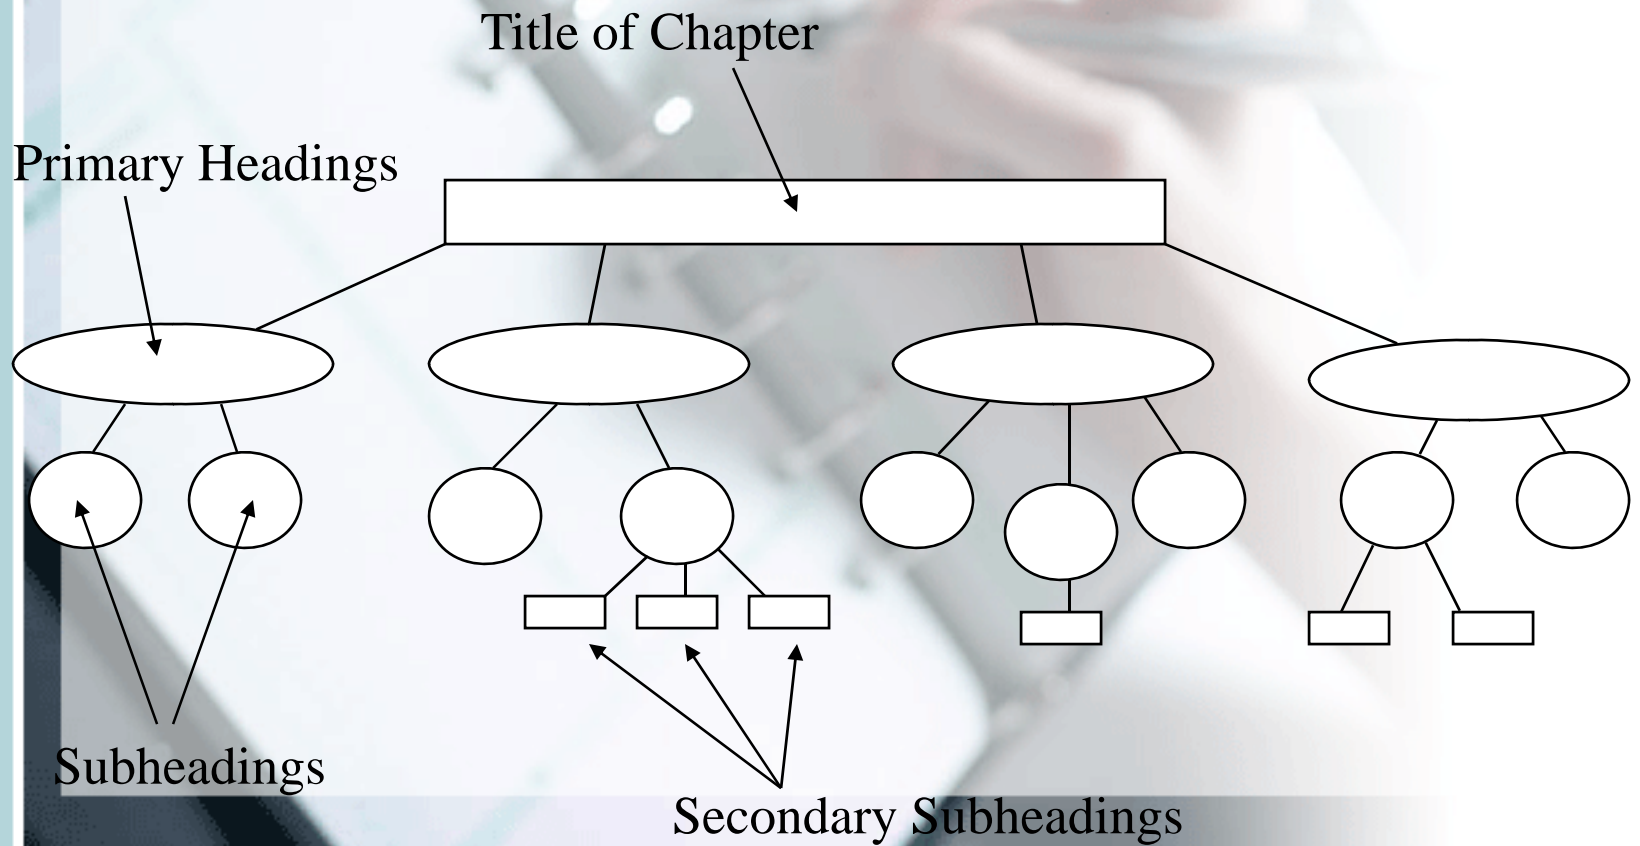 Title of Chapter
Primary Headings
Subheadings
Secondary Subheadings